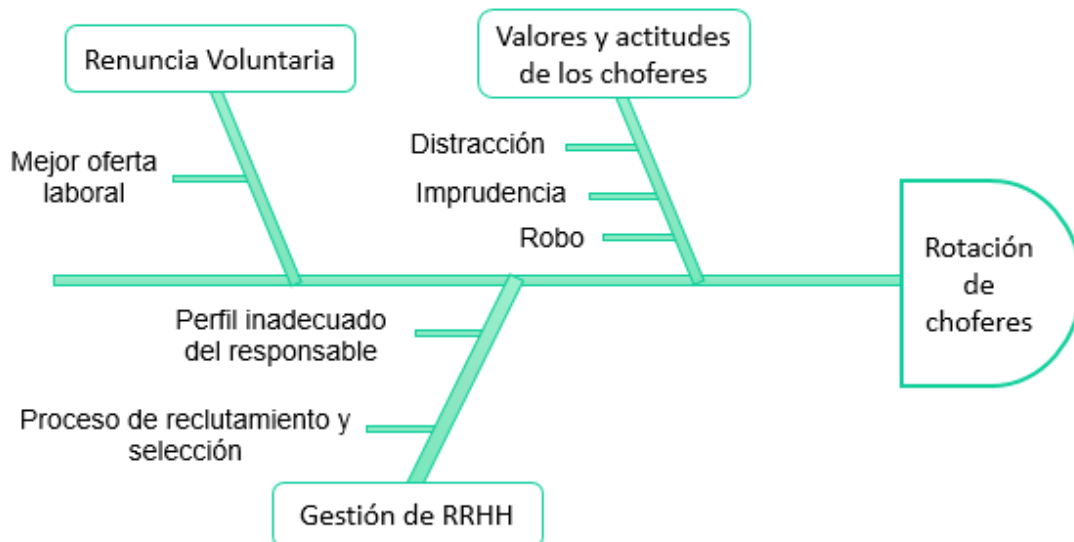 Renuncia Voluntaria
Valores y actitudes
de los choferes
Mejor oferta
laboral
Distracción
Imprudencia
Robo
Rotación
de
choferes
Perfil inadecuado
del responsable
Proceso de reclutamiento y
selección
Gestión de RRHH